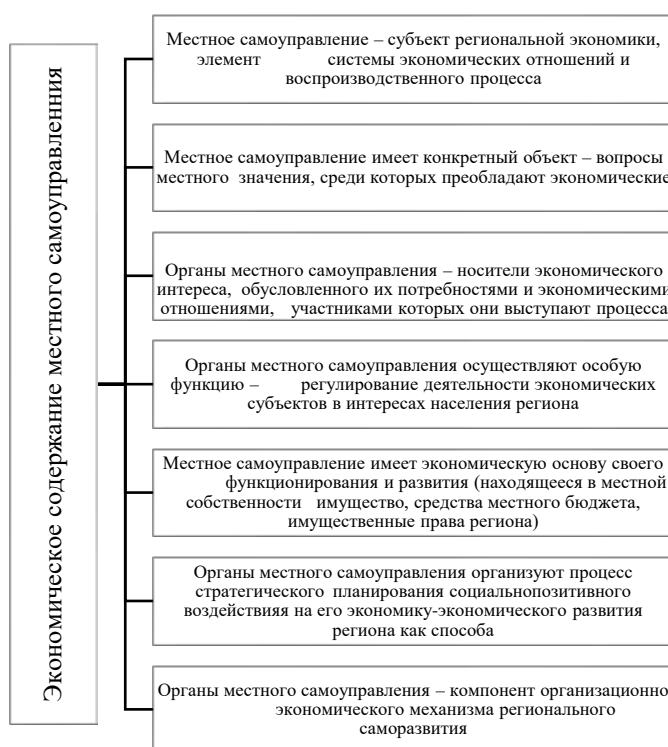 Экономическое содержание местного самоуправленния
Местное самоуправление – субъект региональной экономики,
элемент системы экономических отношений и
воспроизводственного процесса
Местное самоуправление имеет конкретный объект – вопросы
местного значения, среди которых преобладают экономические
Органы местного самоуправления – носители экономического
интереса, обусловленного их потребностями и экономическими
отношениями, участниками которых они выступают процесса
Органы местного самоуправления осуществляют особую
функцию – регулирование деятельности экономических
субъектов в интересах населения региона
Местное самоуправление имеет экономическую основу своего
функционирования и развития (находящееся в местной
собственности имущество, средства местного бюджета,
имущественные права региона)
Органы местного самоуправления организуют процесс
стратегического планирования социальнопозитивного
воздействияя на его экономику-экономического развития
региона как способа
Органы местного самоуправления – компонент организационно
экономического механизма регионального
саморазвития